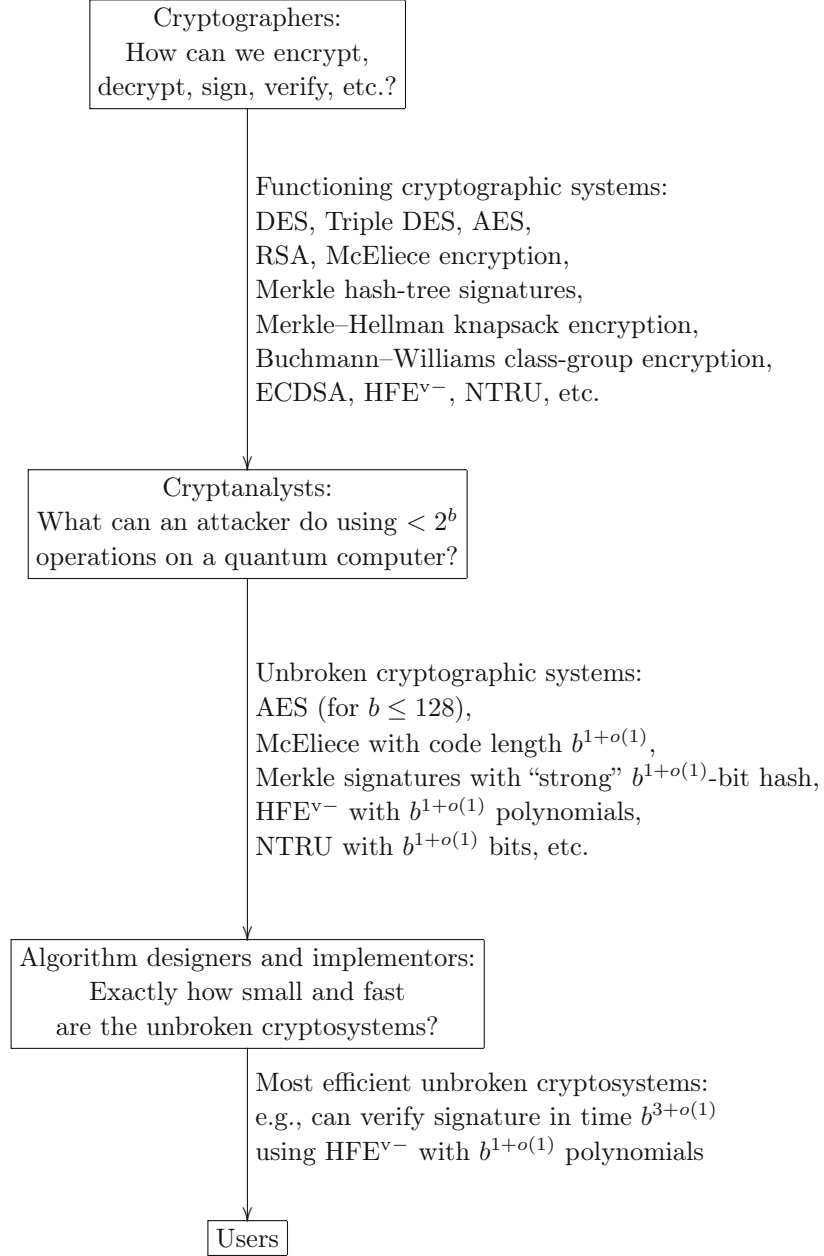 Cryptographers:
How can we encrypt,
decrypt, sign, verify, etc.?
Functioning cryptographic systems:
DES, Triple DES, AES,
RSA, McEliece encryption,
Merkle hash-tree signatures,
Merkle–Hellman knapsack encryption,
Buchmann–Williams class-group encryption,
ECDSA, HFE^{v−}, NTRU, etc.
Cryptanalysts:
What can an attacker do using < 2^b
operations on a quantum computer?
Unbroken cryptographic systems:
AES (for b ≤ 128),
McEliece with code length b^{1+o(1)},
Merkle signatures with “strong” b^{1+o(1)}-bit hash,
HFE^{v−} with b^{1+o(1)} polynomials,
NTRU with b^{1+o(1)} bits, etc.
Algorithm designers and implementors:
Exactly how small and fast
are the unbroken cryptosystems?
Most efficient unbroken cryptosystems:
e.g., can verify signature in time b^{3+o(1)}
using HFE^{v−} with b^{1+o(1)} polynomials
Users